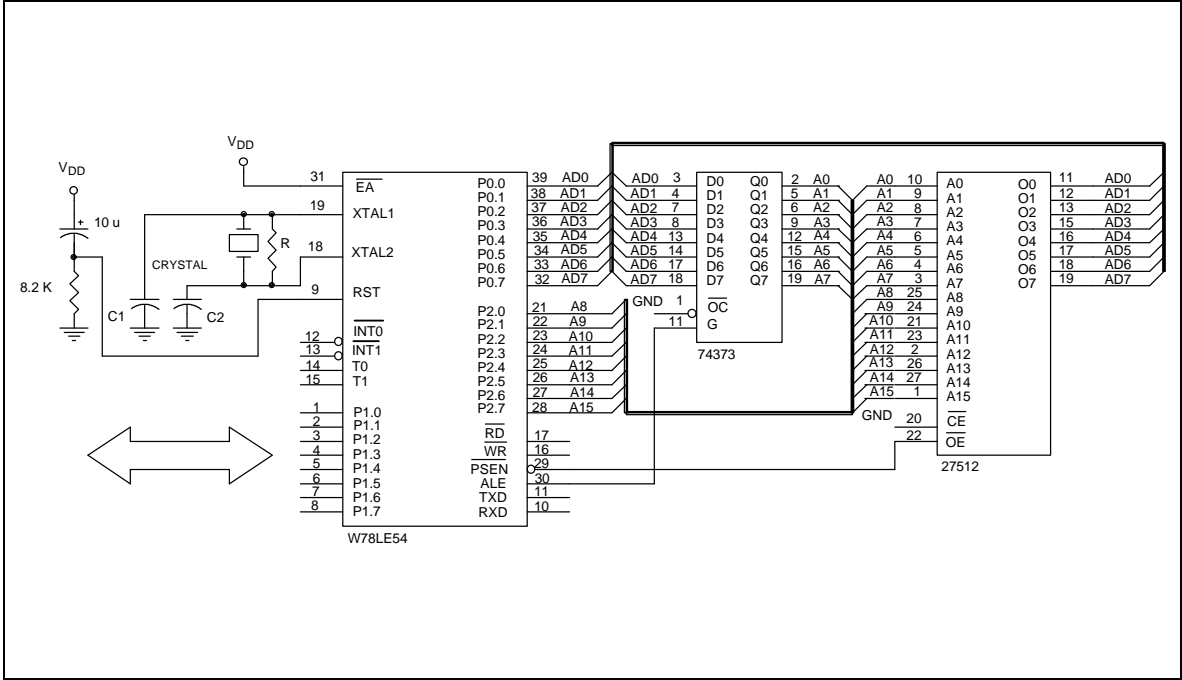 VDD
10 u
8.2 K
VDD
CRYSTAL
R
C1
C2
31 EA
19 XTAL1
18 XTAL2
9 RST
12 INT0
13 INT1
14 T0
15 T1
1 P1.0
2 P1.1
3 P1.2
4 P1.3
5 P1.4
6 P1.5
7 P1.6
8 P1.7
P0.0 39 AD0
P0.1 38 AD1
P0.2 37 AD2
P0.3 36 AD3
P0.4 35 AD4
P0.5 34 AD5
P0.6 33 AD6
P0.7 32 AD7
P2.0 21 A8
P2.1 22 A9
P2.2 23 A10
P2.3 24 A11
P2.4 25 A12
P2.5 26 A13
P2.6 27 A14
P2.7 28 A15
RD 17
WR 16
PSEN 29
ALE 30
TXD 11
RXD 10
W78LE54
AD0 3 D0 Q0 2 A0
AD1 4 D1 Q1 5 A1
AD2 7 D2 Q2 6 A2
AD3 8 D3 Q3 9 A3
AD4 13 D4 Q4 12 A4
AD5 14 D5 Q5 15 A5
AD6 17 D6 Q6 16 A6
AD7 18 D7 Q7 19 A7
GND 1 OC
11 G
74373
A0 10 A0 O0 11 AD0
A1 9 A1 O1 12 AD1
A2 8 A2 O2 13 AD2
A3 7 A3 O3 15 AD3
A4 6 A4 O4 16 AD4
A5 5 A5 O5 17 AD5
A6 4 A6 O6 18 AD6
A7 3 A7 O7 19 AD7
A8 25 A8
A9 24 A9
A10 21 A10
A11 23 A11
A12 2 A12
A13 26 A13
A14 27 A14
A15 1 A15
GND 20 CE
22 OE
27512